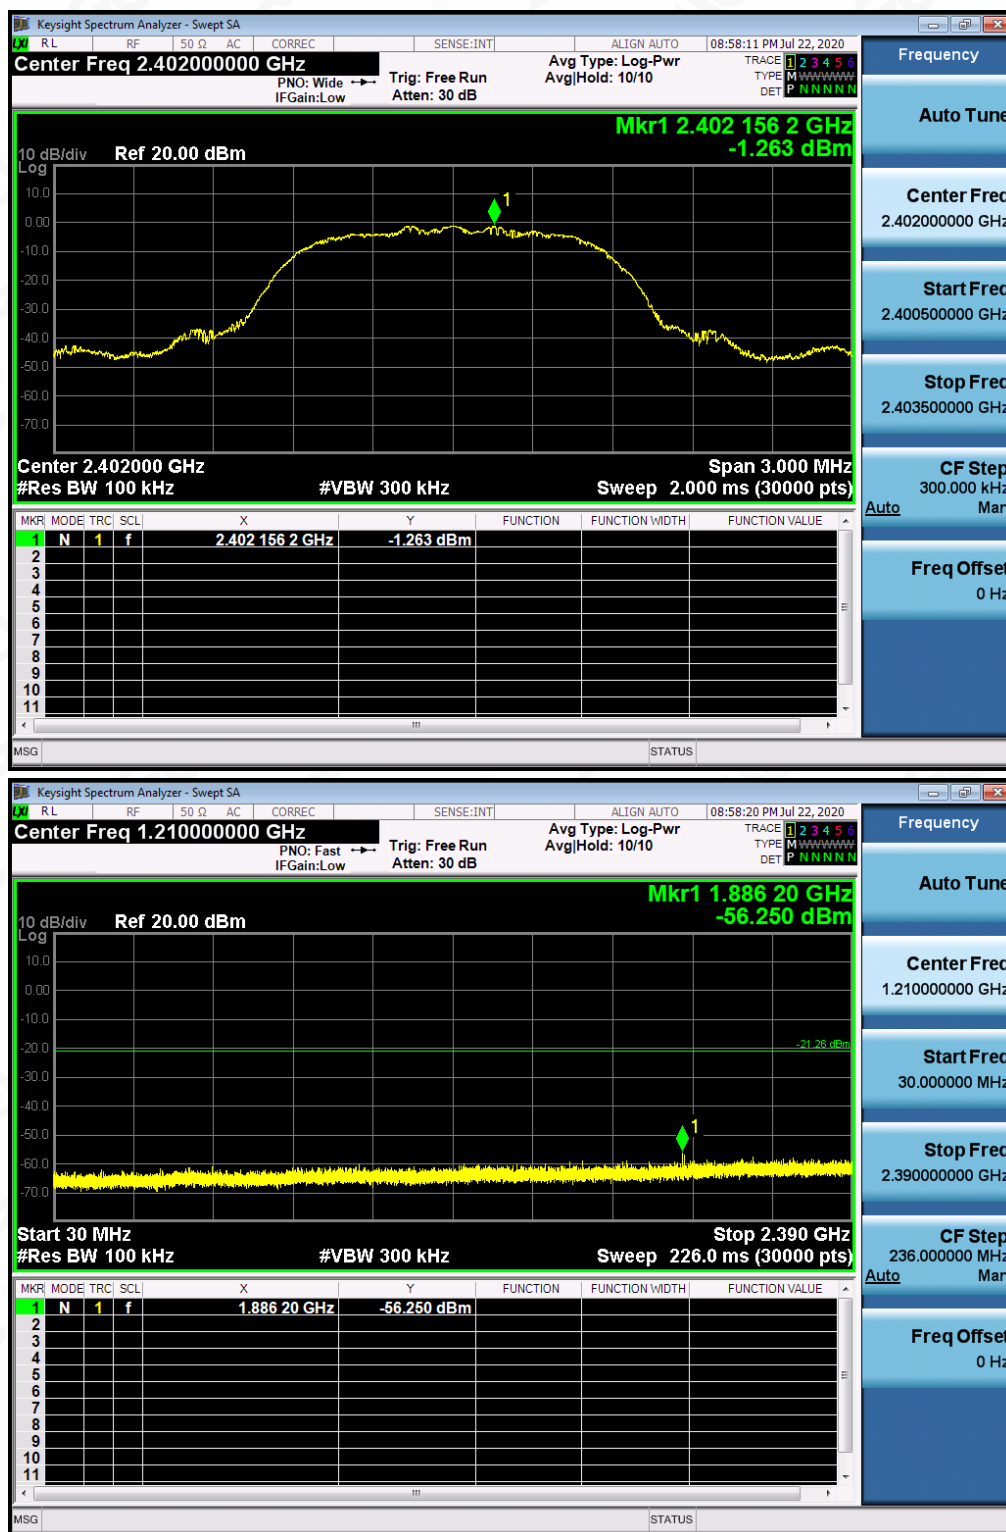 Keysight Spectrum Analyzer - Swept SA
LXI RL RF 50 Ω AC CORREC SENSE:INT ALIGN AUTO 08:58:11 PM Jul 22, 2020
Center Freq 2.402000000 GHz
PNO: Wide
IFGain:Low
Trig: Free Run
Atten: 30 dB
Avg Type: Log-Pwr
Avg|Hold: 10/10
TRACE 1 2 3 4 5 6
TYPE M WWWWW
DET P N N N N N
Mkr1 2.402 156 2 GHz
-1.263 dBm
10 dB/div Ref 20.00 dBm
Log
10.0
0.00
-10.0
-20.0
-30.0
-40.0
-50.0
-60.0
-70.0
1
Center 2.402000 GHz Span 3.000 MHz
#Res BW 100 kHz #VBW 300 kHz Sweep 2.000 ms (30000 pts)
MKR MODE TRC SCL X Y FUNCTION FUNCTION WIDTH FUNCTION VALUE
1 N 1 f 2.402 156 2 GHz -1.263 dBm
2
3
4
5
6
7
8
9
10
11
MSG STATUS
Frequency
Auto Tune
Center Freq
2.402000000 GHz
Start Freq
2.400500000 GHz
Stop Freq
2.403500000 GHz
CF Step
300.000 kHz
Auto Man
Freq Offset
0 Hz
Keysight Spectrum Analyzer - Swept SA
LXI RL RF 50 Ω AC CORREC SENSE:INT ALIGN AUTO 08:58:20 PM Jul 22, 2020
Center Freq 1.210000000 GHz
PNO: Fast
IFGain:Low
Trig: Free Run
Atten: 30 dB
Avg Type: Log-Pwr
Avg|Hold: 10/10
TRACE 1 2 3 4 5 6
TYPE M WWWWW
DET P N N N N N
Mkr1 1.886 20 GHz
-56.250 dBm
10 dB/div Ref 20.00 dBm
Log
10.0
0.00
-10.0
-20.0
-30.0
-40.0
-50.0
-60.0
-70.0
-21.26 dBm
1
Start 30 MHz Stop 2.390 GHz
#Res BW 100 kHz #VBW 300 kHz Sweep 226.0 ms (30000 pts)
MKR MODE TRC SCL X Y FUNCTION FUNCTION WIDTH FUNCTION VALUE
1 N 1 f 1.886 20 GHz -56.250 dBm
2
3
4
5
6
7
8
9
10
11
MSG STATUS
Frequency
Auto Tune
Center Freq
1.210000000 GHz
Start Freq
30.000000 MHz
Stop Freq
2.390000000 GHz
CF Step
236.000000 MHz
Auto Man
Freq Offset
0 Hz